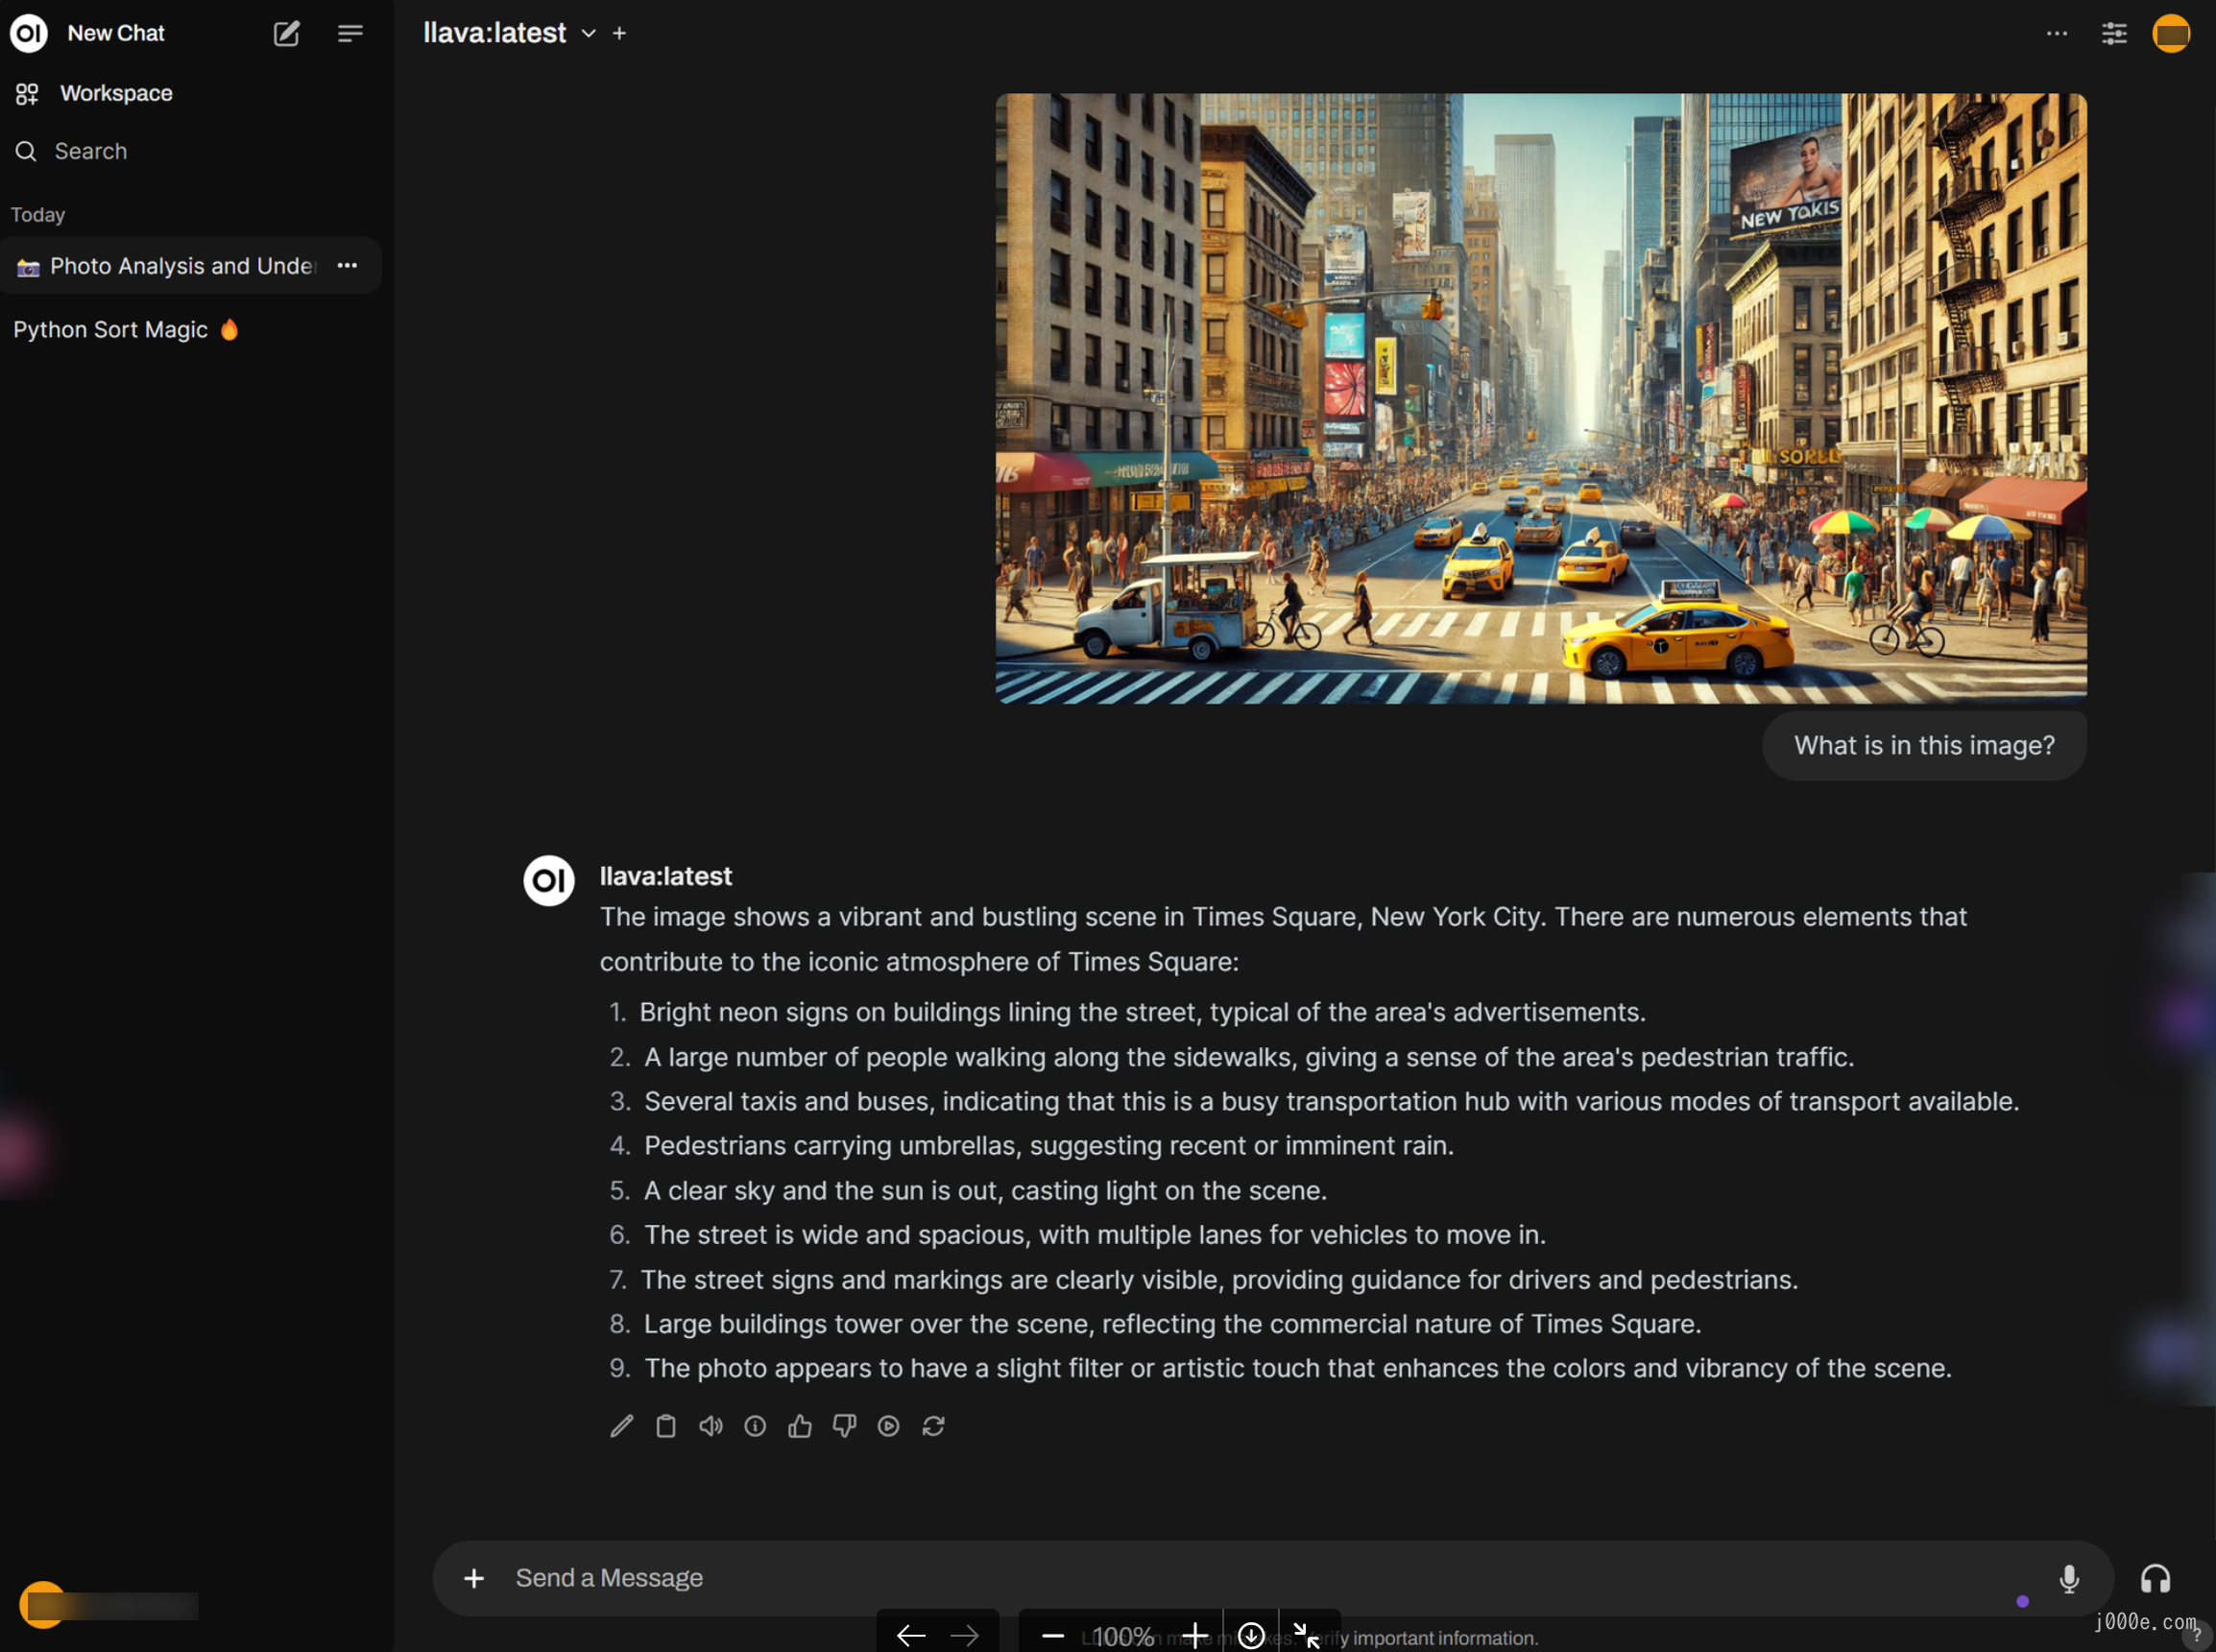 OI New Chat
Workspace
Search
Today
Photo Analysis and Unde
Python Sort Magic
llava:latest
NEW YAKIS
SORLL
What is in this image?
OI
llava:latest
The image shows a vibrant and bustling scene in Times Square, New York City. There are numerous elements that
contribute to the iconic atmosphere of Times Square:
1. Bright neon signs on buildings lining the street, typical of the area's advertisements.
2. A large number of people walking along the sidewalks, giving a sense of the area's pedestrian traffic.
3. Several taxis and buses, indicating that this is a busy transportation hub with various modes of transport available.
4. Pedestrians carrying umbrellas, suggesting recent or imminent rain.
5. A clear sky and the sun is out, casting light on the scene.
6. The street is wide and spacious, with multiple lanes for vehicles to move in.
7. The street signs and markings are clearly visible, providing guidance for drivers and pedestrians.
8. Large buildings tower over the scene, reflecting the commercial nature of Times Square.
9. The photo appears to have a slight filter or artistic touch that enhances the colors and vibrancy of the scene.
Send a Message
100%
important information.
j000e.com
?